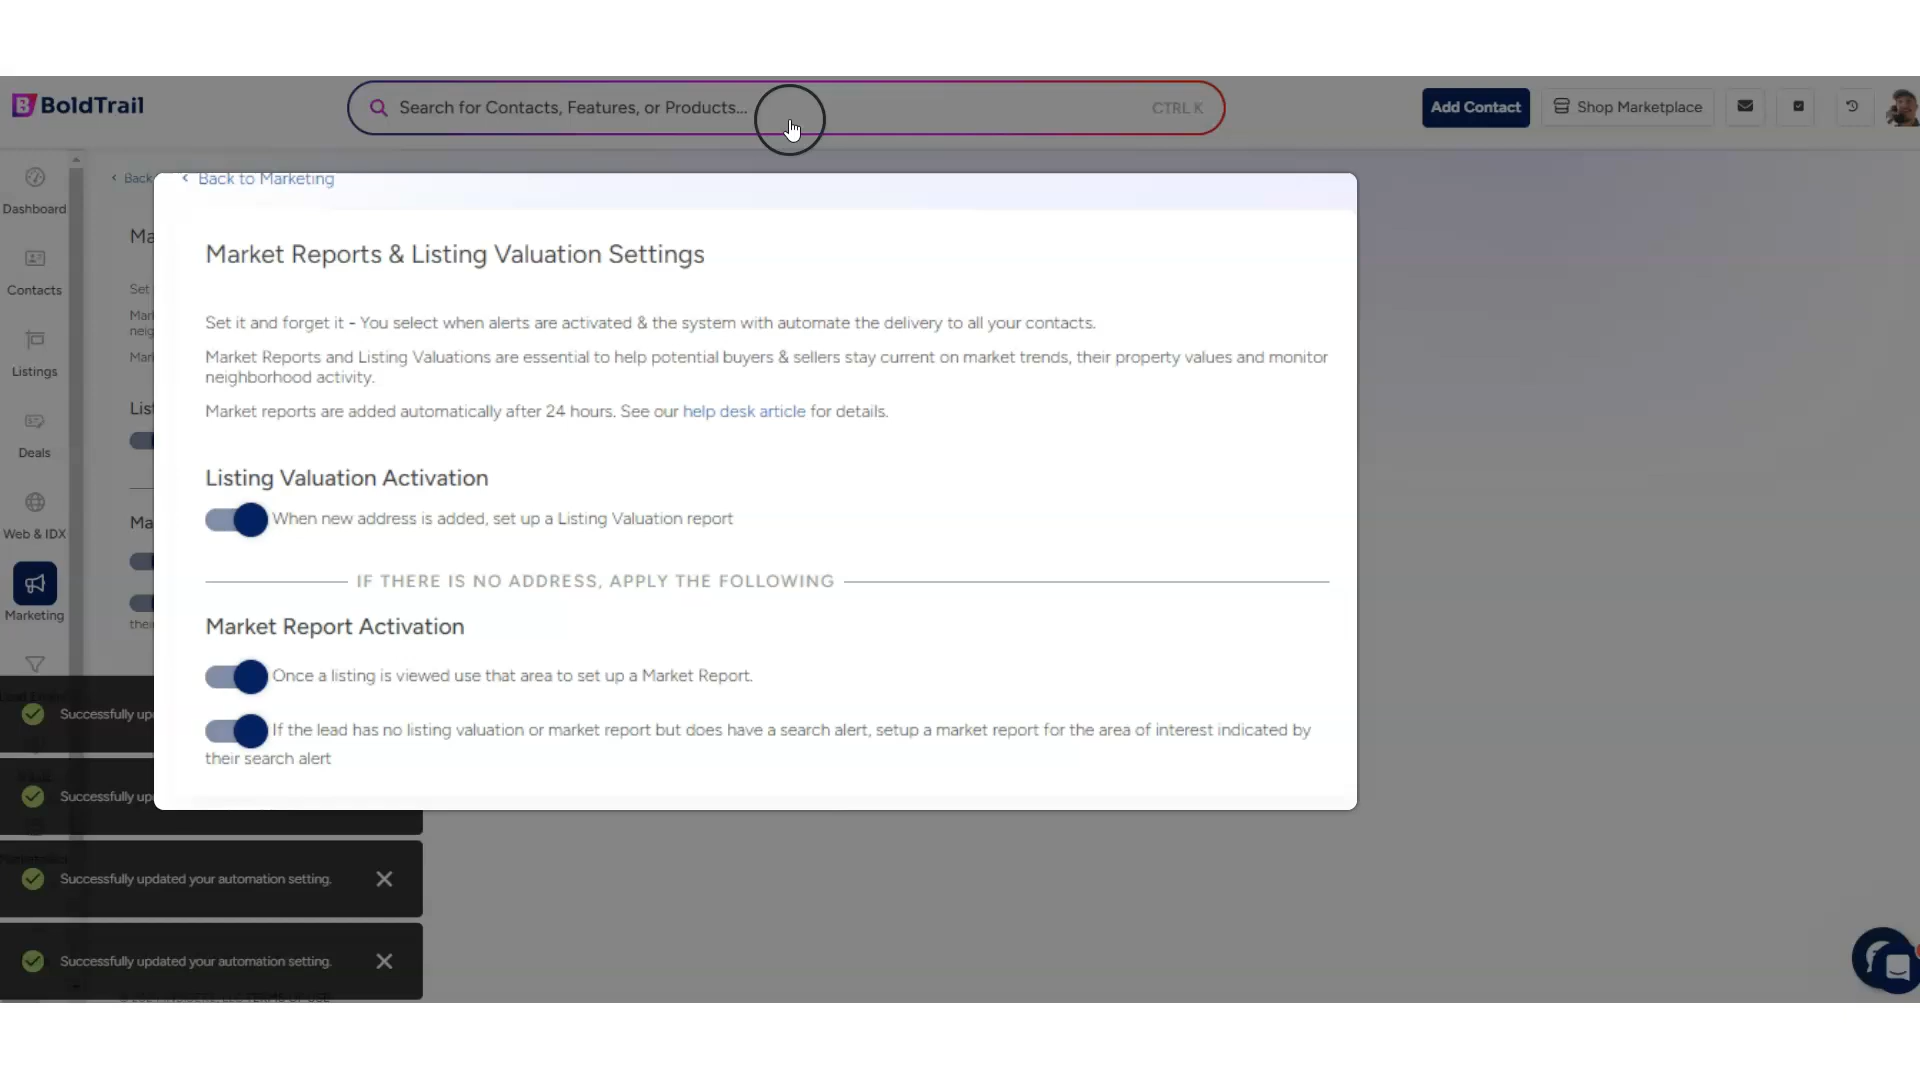 BoldTrail
Search for Contacts, Features, or Products...
CTRL K
Add Contact
Shop Marketplace
Dashboard
Contacts
Listings
Deals
Web & IDX
Marketing
Back
Ma
Set
Marl
neig
Marl
List
Ma
thei
Back to Marketing
Market Reports & Listing Valuation Settings
Set it and forget it - You select when alerts are activated & the system with automate the delivery to all your contacts.
Market Reports and Listing Valuations are essential to help potential buyers & sellers stay current on market trends, their property values and monitor
neighborhood activity.
Market reports are added automatically after 24 hours. See our help desk article for details.
Listing Valuation Activation
When new address is added, set up a Listing Valuation report
IF THERE IS NO ADDRESS, APPLY THE FOLLOWING
Market Report Activation
Once a listing is viewed use that area to set up a Market Report.
If the lead has no listing valuation or market report but does have a search alert, setup a market report for the area of interest indicated by
their search alert
Successfully up
Successfully up
Successfully updated your automation setting.
Successfully updated your automation setting.